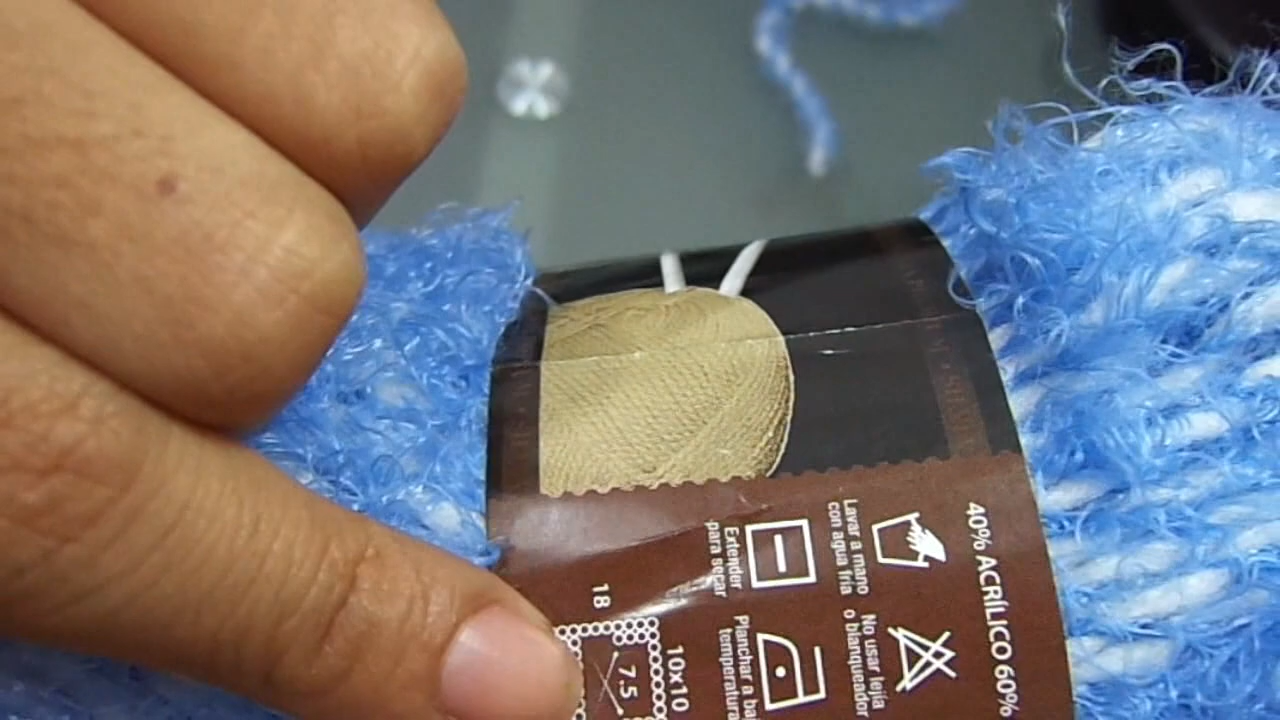 40% ACRÍLICO 60%
Lavar a mano
con agua fría
No usar lejía
o blanqueador
Extender
para secar
Planchar a
temperatura
18
10x10
7.5